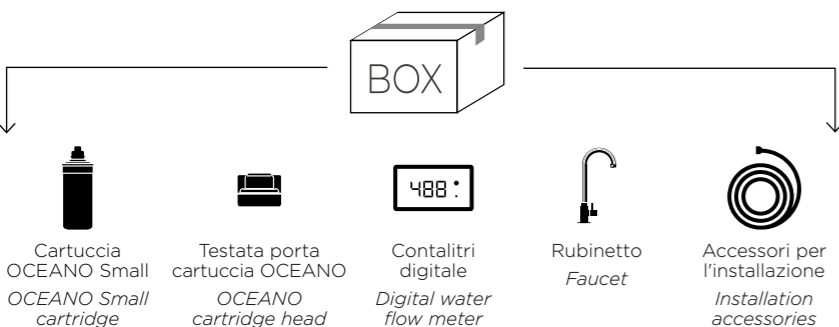 BOX
488
Cartuccia
OCEANO Small
OCEANO Small
cartridge
Testata porta
cartuccia OCEANO
OCEANO
cartridge head
Contalitri
digitale
Digital water
flow meter
Rubinetto
Faucet
Accessori per
l'installazione
Installation
accessories